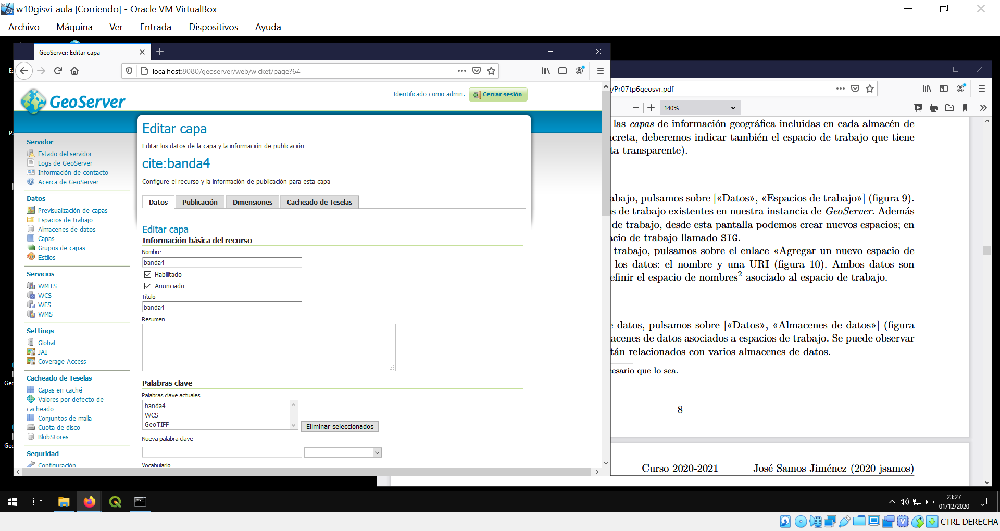 w10gisvi_aula [Corriendo] - Oracle VM VirtualBox
Archivo Máquina Ver Entrada Dispositivos Ayuda
GeoServer: Editar capa
localhost:8080/geoserver/web/wicket/page?64
GeoServer
Identificado como admin. Cerrar sesión
Editar capa
Editar los datos de la capa y la información de publicación
cite:banda4
Configure el recurso y la información de publicación para esta capa
Datos Publicación Dimensiones Cacheado de Teselas
Editar capa
Información básica del recurso
Nombre
banda4
Habilitado
Anunciado
Título
banda4
Resumen
Palabras clave
Palabras clave actuales
banda4
WCS
GeoTIFF
Eliminar seleccionados
Nueva palabra clave
Vocabulario
Servidor
Estado del servidor
Logs de GeoServer
Información de contacto
Acerca de GeoServer
Datos
Previsualización de capas
Espacios de trabajo
Almacenes de datos
Capas
Grupos de capas
Estilos
Servicios
WMTS
WCS
WFS
WMS
Settings
Global
JAI
Coverage Access
Cacheado de Teselas
Capas en caché
Valores por defecto de
cacheado
Conjuntos de malla
Cuota de disco
BlobStores
Seguridad
Configuración
/Pr07tp6geosvr.pdf
140%
las capas de información geográfica incluidas en cada almacén de
ncreta, deberemos indicar también el espacio de trabajo que tiene
ta transparente).
abajo, pulsamos sobre [«Datos», «Espacios de trabajo»] (figura 9).
os de trabajo existentes en nuestra instancia de GeoServer. Además
de trabajo, desde esta pantalla podemos crear nuevos espacios; en
acio de trabajo llamado SIG.
trabajo, pulsamos sobre el enlace «Agregar un nuevo espacio de
los datos: el nombre y una URI (figura 10). Ambos datos son
efinir el espacio de nombres² asociado al espacio de trabajo.
e datos, pulsamos sobre [«Datos», «Almacenes de datos»] (figura
acenes de datos asociados a espacios de trabajo. Se puede observar
tán relacionados con varios almacenes de datos.
cesario que lo sea.
8
Curso 2020-2021 José Samos Jiménez (2020 jsamos)
23:27
01/12/2020
CTRL DERECHA